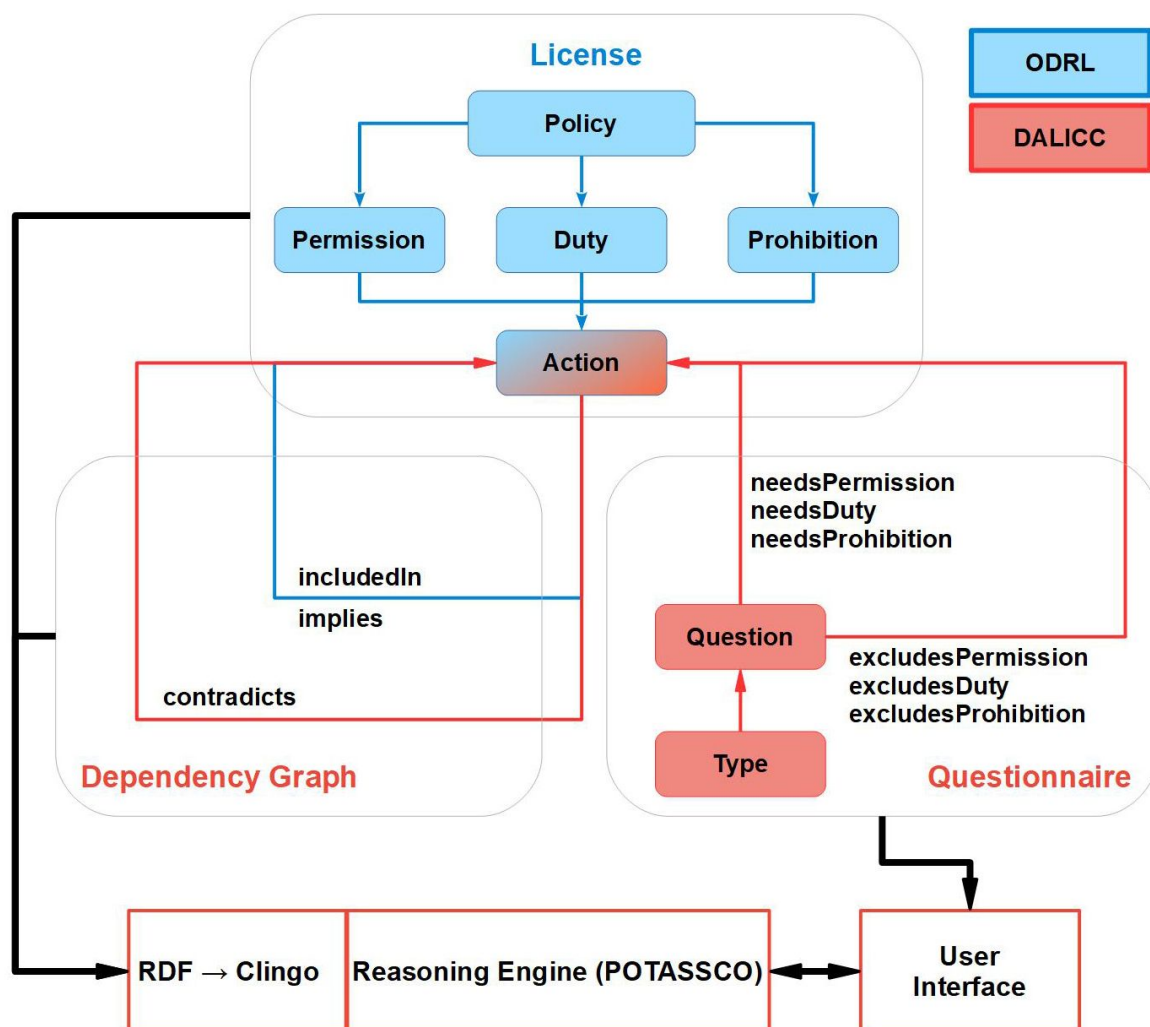 License
ODRL
DALICC
Policy
Permission
Duty
Prohibition
Action
includedIn
implies
contradicts
Dependency Graph
needsPermission
needsDuty
needsProhibition
Question
excludesPermission
excludesDuty
excludesProhibition
Type
Questionnaire
RDF → Clingo
Reasoning Engine (POTASSCO)
User
Interface